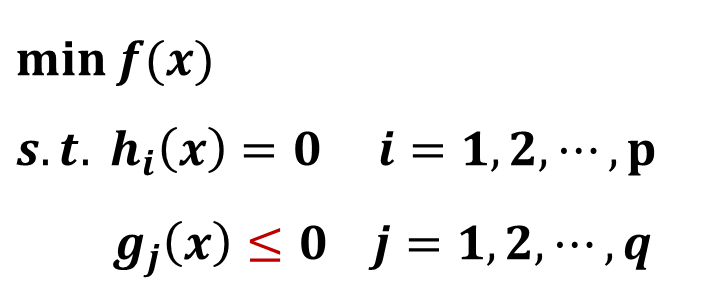 min f(x)
s.t. hᵢ(x) = 0 i = 1,2,⋯,p
gⱼ(x) ≤ 0 j = 1,2,⋯,q